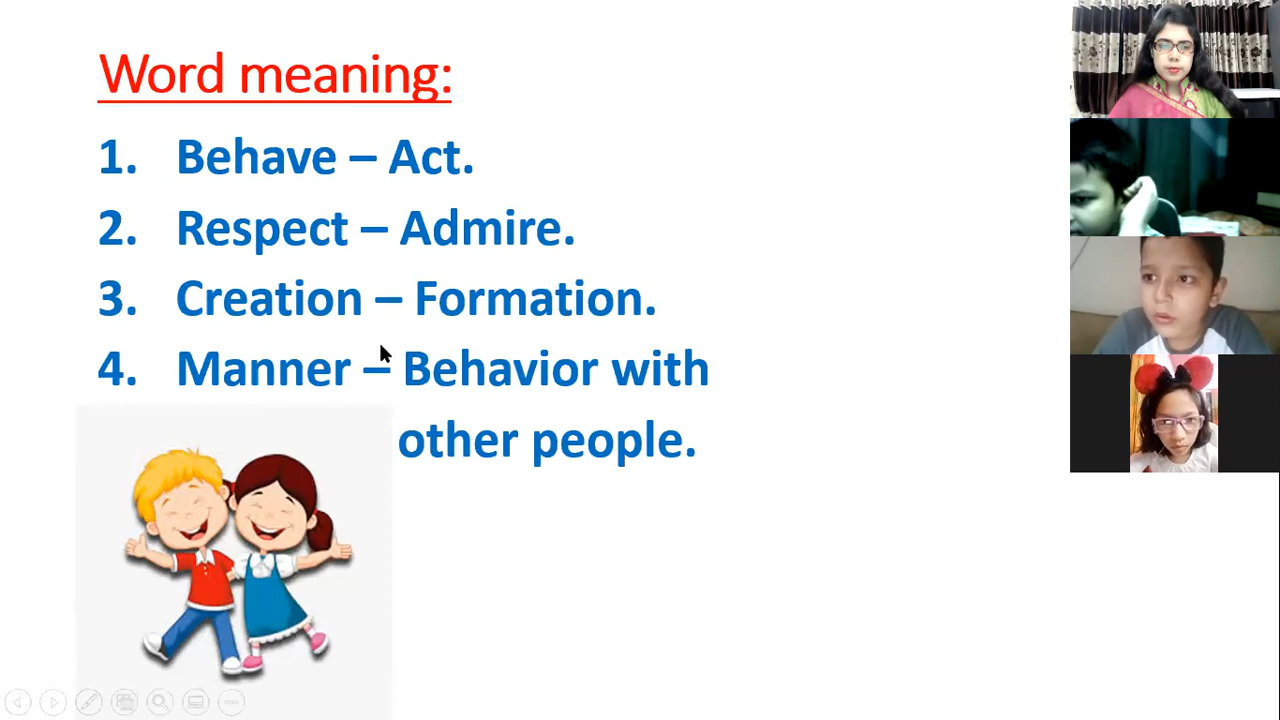 Word meaning:
1. Behave – Act.
2. Respect – Admire.
3. Creation – Formation.
4. Manner – Behavior with
other people.